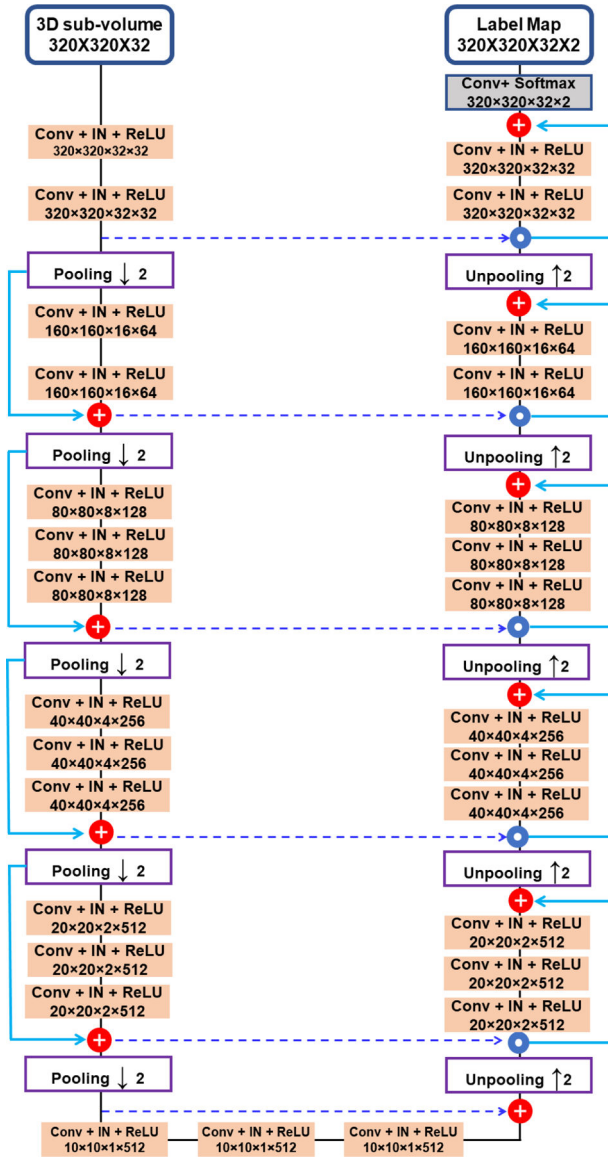 3D sub-volume
320X320X32
Conv + IN + ReLU
320×320×32×32
Conv + IN + ReLU
320×320×32×32
Pooling ↓ 2
Conv + IN + ReLU
160×160×16×64
Conv + IN + ReLU
160×160×16×64
Pooling ↓ 2
Conv + IN + ReLU
80×80×8×128
Conv + IN + ReLU
80×80×8×128
Conv + IN + ReLU
80×80×8×128
Pooling ↓ 2
Conv + IN + ReLU
40×40×4×256
Conv + IN + ReLU
40×40×4×256
Conv + IN + ReLU
40×40×4×256
Pooling ↓ 2
Conv + IN + ReLU
20×20×2×512
Conv + IN + ReLU
20×20×2×512
Conv + IN + ReLU
20×20×2×512
Pooling ↓ 2
Conv + IN + ReLU
10×10×1×512
Conv + IN + ReLU
10×10×1×512
Conv + IN + ReLU
10×10×1×512
Label Map
320X320X32X2
Conv+ Softmax
320×320×32×2
Conv + IN + ReLU
320×320×32×32
Conv + IN + ReLU
320×320×32×32
Unpooling ↑2
Conv + IN + ReLU
160×160×16×64
Conv + IN + ReLU
160×160×16×64
Unpooling ↑2
Conv + IN + ReLU
80×80×8×128
Conv + IN + ReLU
80×80×8×128
Conv + IN + ReLU
80×80×8×128
Unpooling ↑2
Conv + IN + ReLU
40×40×4×256
Conv + IN + ReLU
40×40×4×256
Conv + IN + ReLU
40×40×4×256
Unpooling ↑2
Conv + IN + ReLU
20×20×2×512
Conv + IN + ReLU
20×20×2×512
Conv + IN + ReLU
20×20×2×512
Unpooling ↑2